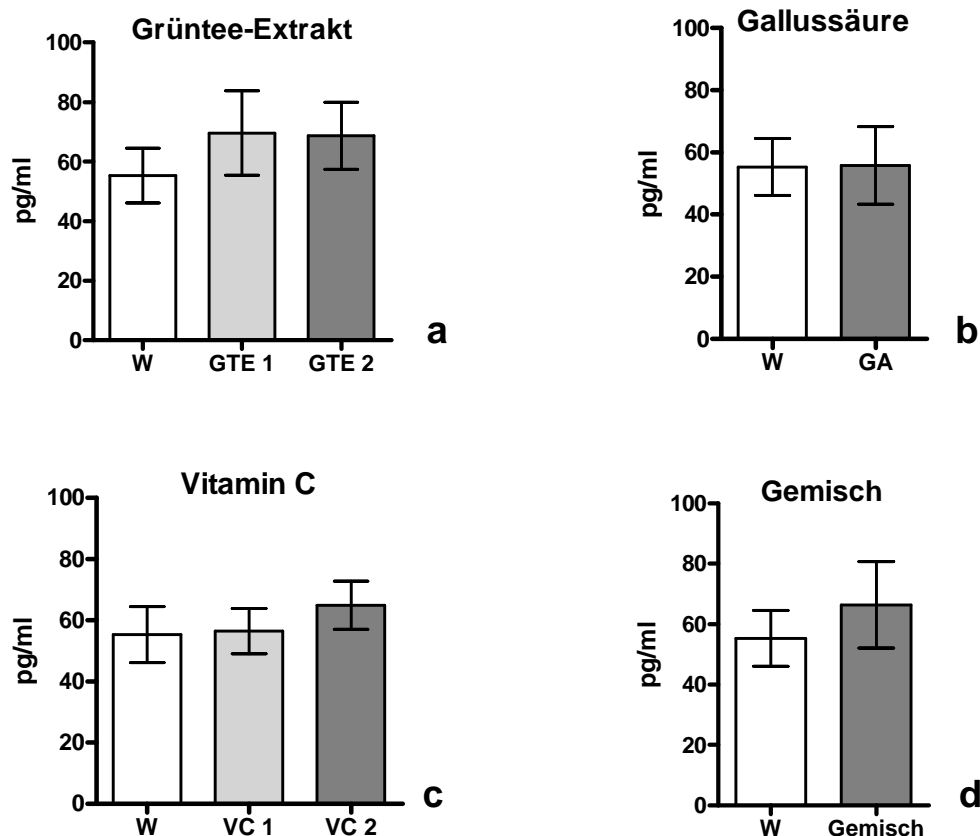 Grüntee-Extrakt
100
80
60
40
20
0
pg/ml
W GTE 1 GTE 2
a
Gallussäure
100
80
60
40
20
0
pg/ml
W GA
b
Vitamin C
100
80
60
40
20
0
pg/ml
W VC 1 VC 2
c
Gemisch
100
80
60
40
20
0
pg/ml
W Gemisch
d